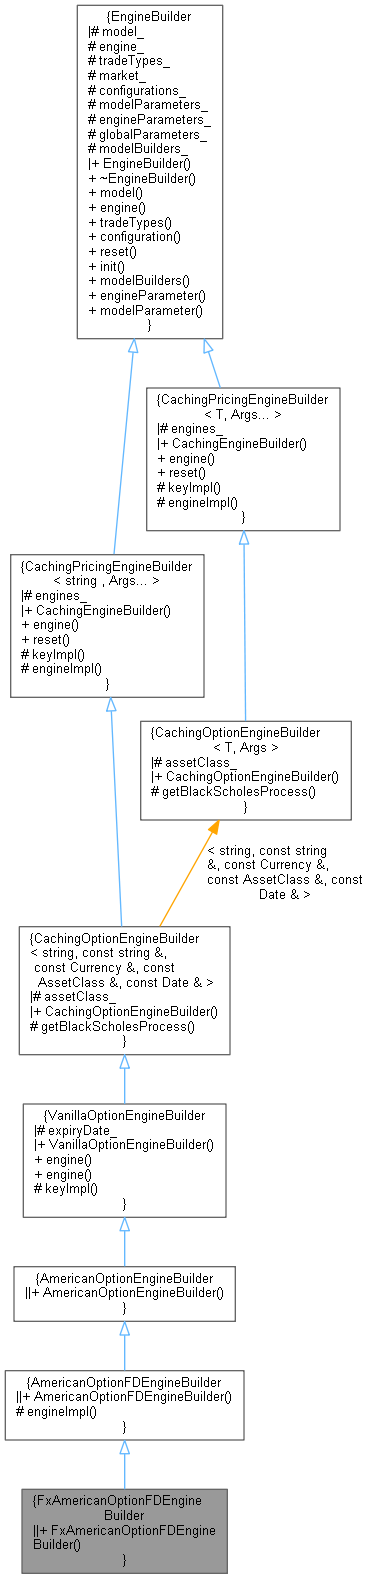 {EngineBuilder
|# model_
# engine_
# tradeTypes_
# market_
# configurations_
# modelParameters_
# engineParameters_
# globalParameters_
# modelBuilders_
|+ EngineBuilder()
+ ~EngineBuilder()
+ model()
+ engine()
+ tradeTypes()
+ configuration()
+ reset()
+ init()
+ modelBuilders()
+ engineParameter()
+ modelParameter()
}
{CachingPricingEngineBuilder
< T, Args... >
|# engines_
|+ CachingEngineBuilder()
+ engine()
+ reset()
# keyImpl()
# engineImpl()
}
{CachingPricingEngineBuilder
< string , Args... >
|# engines_
|+ CachingEngineBuilder()
+ engine()
+ reset()
# keyImpl()
# engineImpl()
}
{CachingOptionEngineBuilder
< T, Args >
|# assetClass_
|+ CachingOptionEngineBuilder()
# getBlackScholesProcess()
}
< string, const string
&, const Currency &,
const AssetClass &, const
Date & >
{CachingOptionEngineBuilder
< string, const string &,
const Currency &, const
AssetClass &, const Date & >
|# assetClass_
|+ CachingOptionEngineBuilder()
# getBlackScholesProcess()
}
{VanillaOptionEngineBuilder
|# expiryDate_
|+ VanillaOptionEngineBuilder()
+ engine()
+ engine()
# keyImpl()
}
{AmericanOptionEngineBuilder
||+ AmericanOptionEngineBuilder()
}
{AmericanOptionFDEngineBuilder
||+ AmericanOptionFDEngineBuilder()
# engineImpl()
}
{FxAmericanOptionFDEngine
Builder
||+ FxAmericanOptionFDEngine
Builder()
}